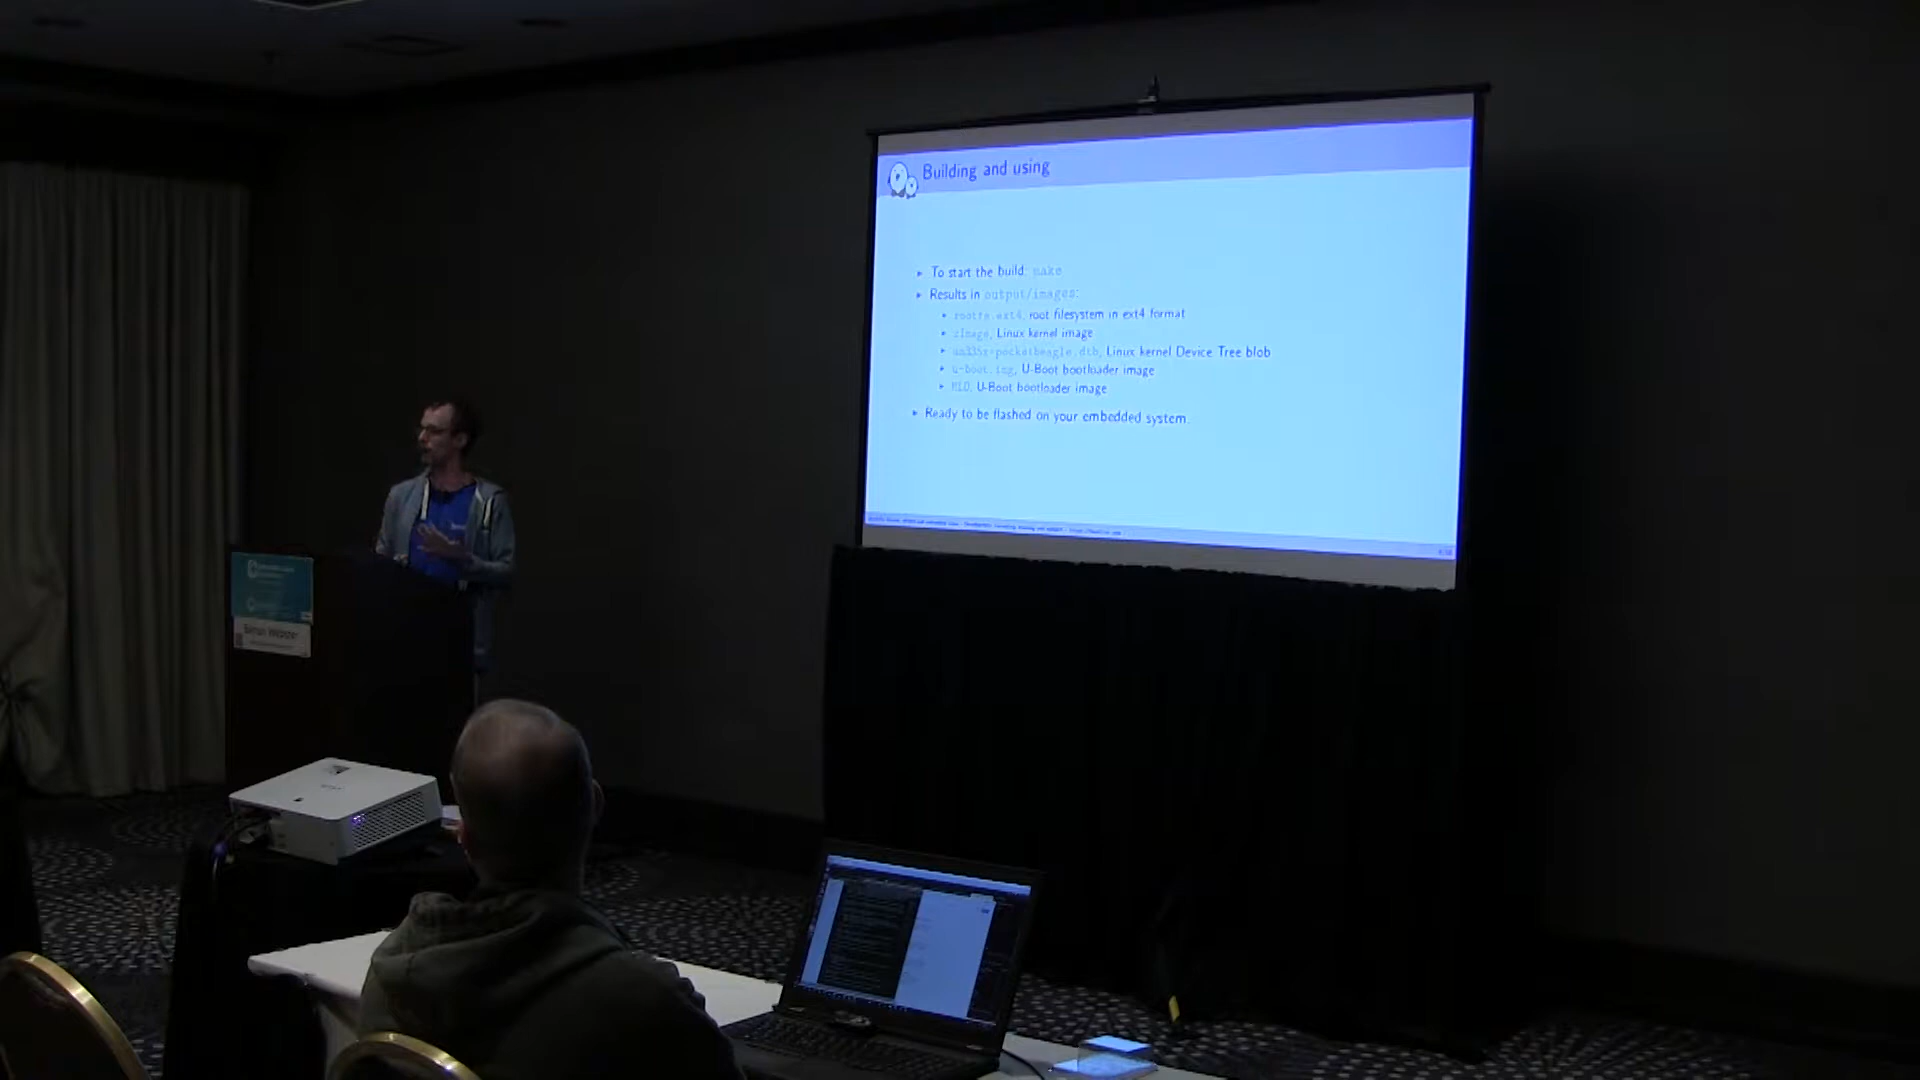 Building and using
To start the build: make
Results in output/images:
rootfs.ext4, root filesystem in ext4 format
zImage, Linux kernel image
am335x-pocketbeagle.dtb, Linux kernel Device Tree blob
u-boot.img, U-Boot bootloader image
MLO, U-Boot bootloader image
Ready to be flashed on your embedded system.
Webster